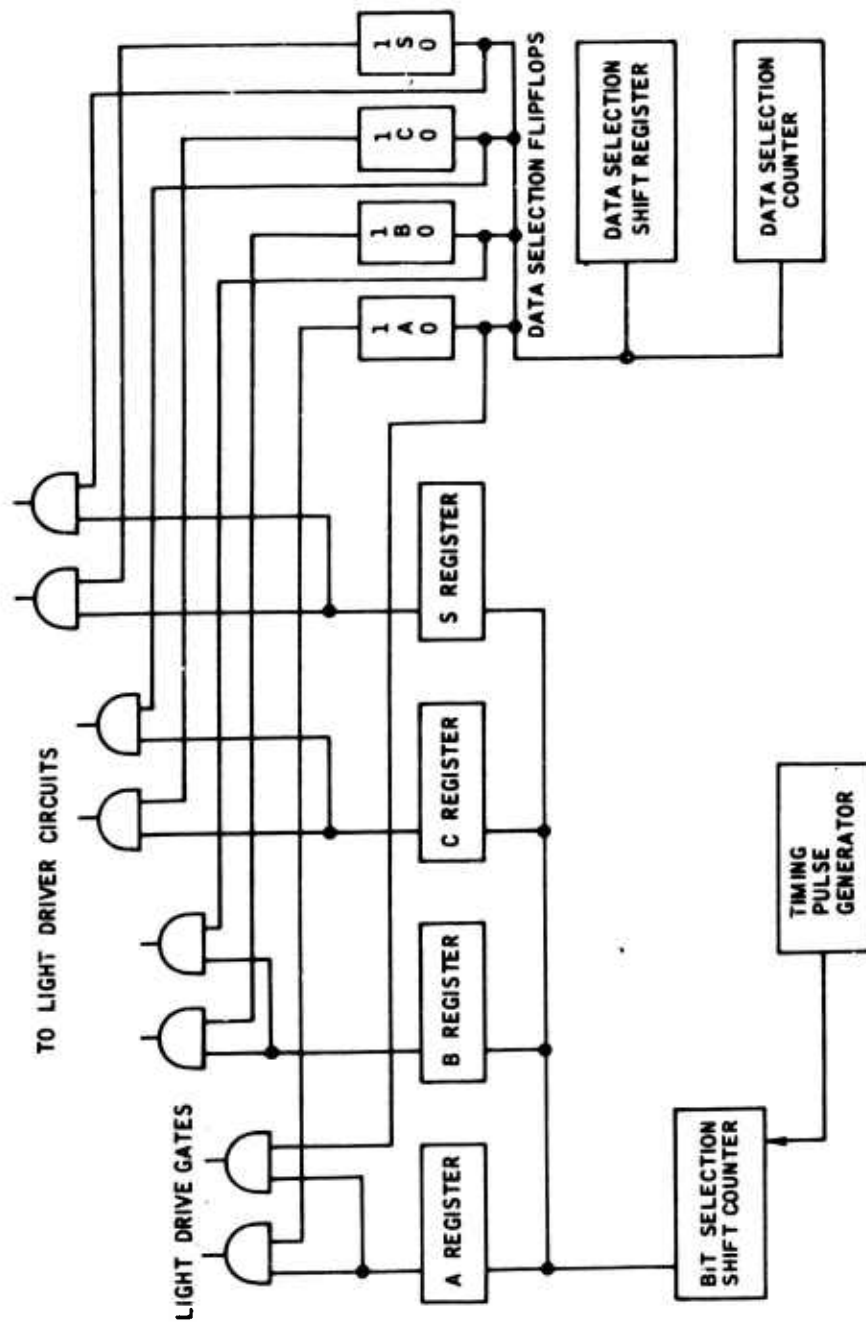 TO LIGHT DRIVER CIRCUITS
LIGHT DRIVE GATES
A REGISTER
B REGISTER
C REGISTER
S REGISTER
1
A
0
1
B
0
1
C
0
1
S
0
DATA SELECTION FLIPFLOPS
BIT SELECTION
SHIFT COUNTER
TIMING
PULSE
GENERATOR
DATA SELECTION
SHIFT REGISTER
DATA SELECTION
COUNTER